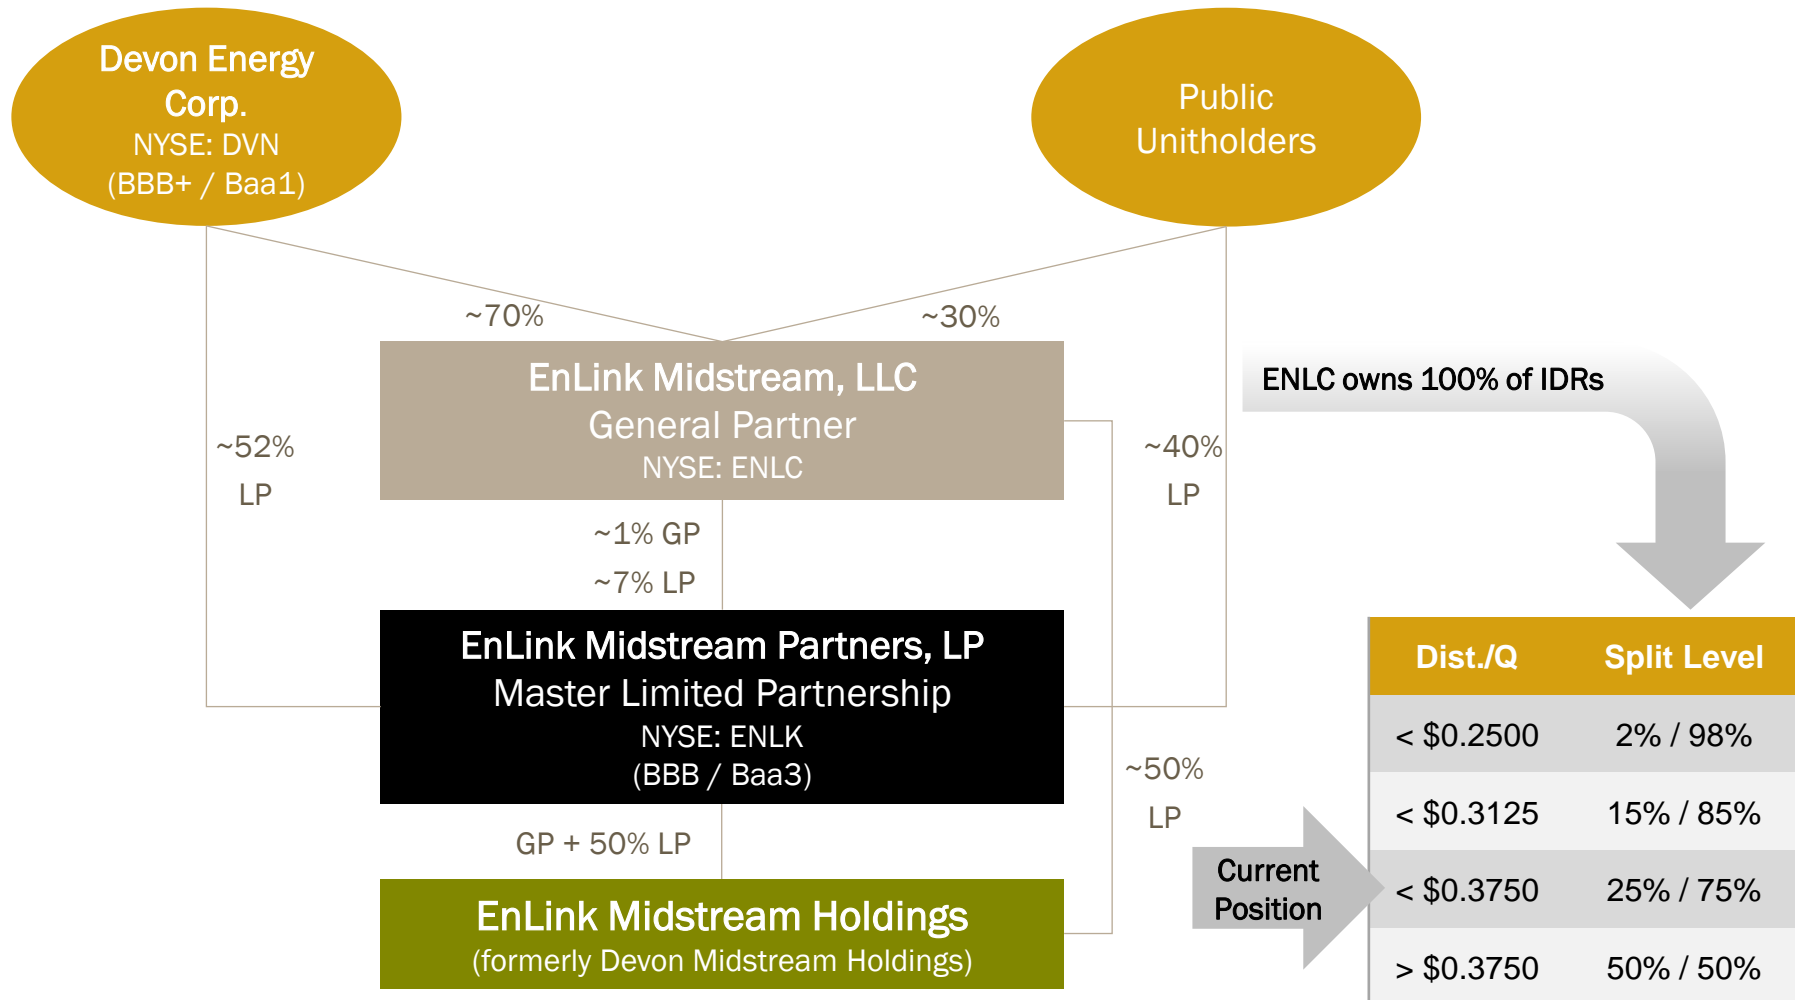 Devon Energy
Corp.
NYSE: DVN
(BBB+ / Baa1)
Public
Unitholders
~70%
~30%
EnLink Midstream, LLC
General Partner
NYSE: ENLC
ENLC owns 100% of IDRs
~52%
LP
~40%
LP
~1% GP
~7% LP
EnLink Midstream Partners, LP
Master Limited Partnership
NYSE: ENLK
(BBB / Baa3)
~50%
LP
GP + 50% LP
EnLink Midstream Holdings
(formerly Devon Midstream Holdings)
Current
Position
Dist./Q Split Level
< $0.2500 2% / 98%
< $0.3125 15% / 85%
< $0.3750 25% / 75%
> $0.3750 50% / 50%